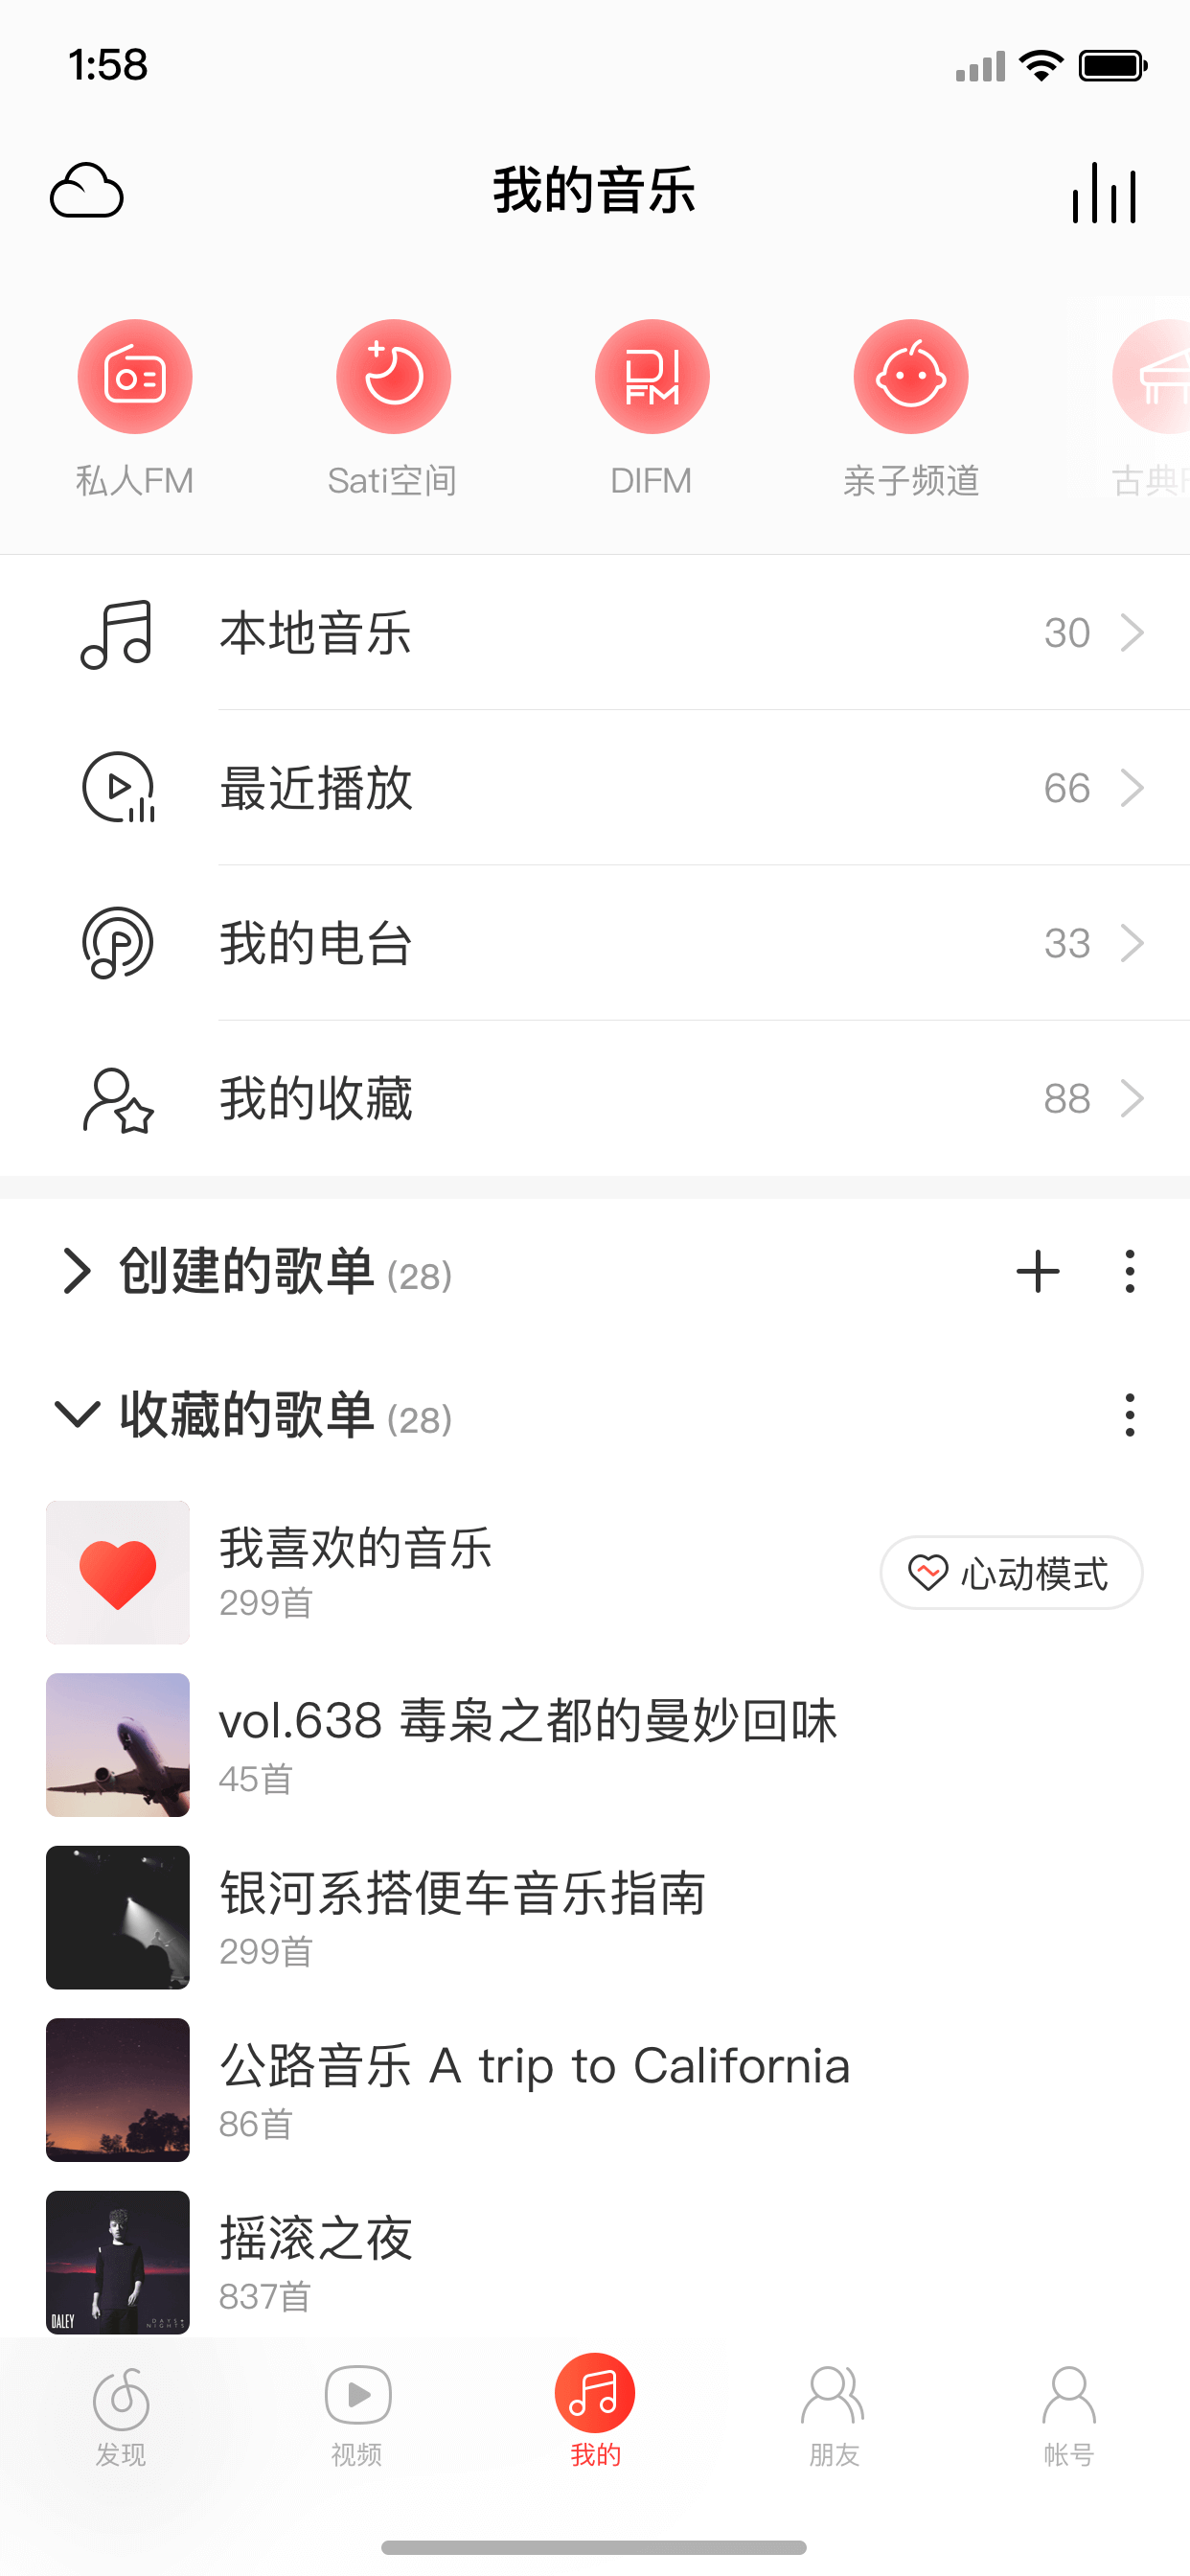 1:58
我的音乐
DI
FM
私人FM
Sati空间
DIFM
亲子频道
古典F
本地音乐
30
最近播放
66
我的电台
33
我的收藏
88
创建的歌单 (28)
收藏的歌单 (28)
我喜欢的音乐
299首
心动模式
vol.638 毒枭之都的曼妙回味
45首
银河系搭便车音乐指南
299首
公路音乐 A trip to California
86首
摇滚之夜
837首
DALEY
DAYS+
NIGHTS
发现
视频
我的
朋友
帐号